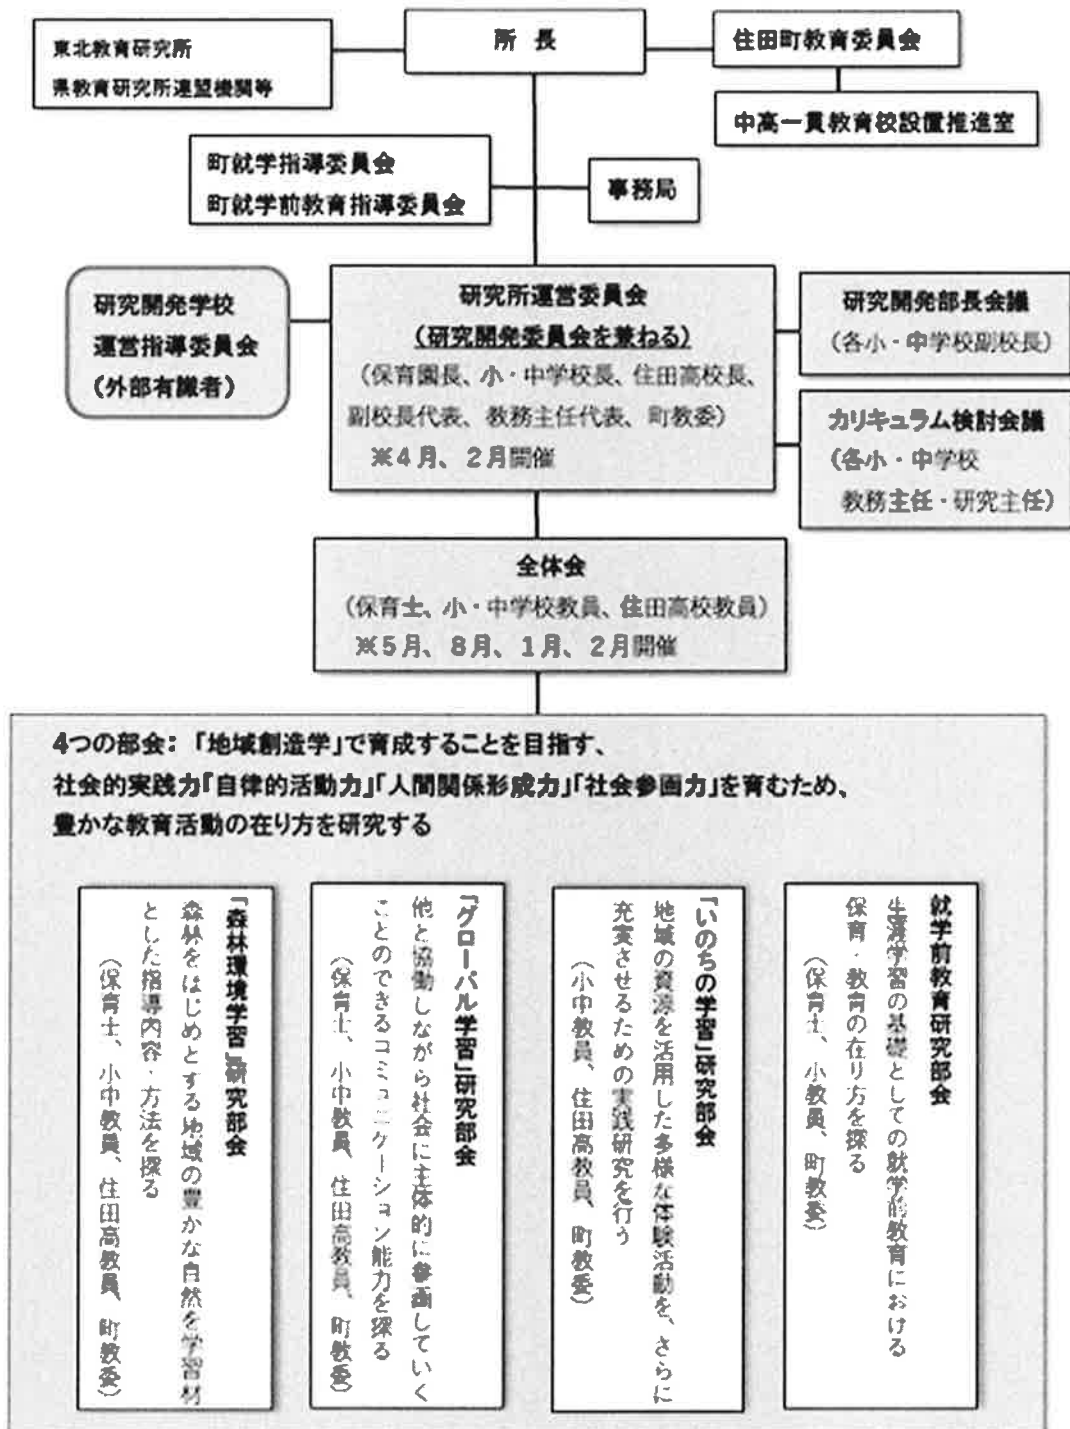 所 長
東北教育研究所
県教育研究所連盟機関等
住田町教育委員会
中高一貫教育校設置推進室
町就学指導委員会
町就学前教育指導委員会
事務局
研究開発学校
運営指導委員会
(外部有識者)
研究所運営委員会
(研究開発委員会を兼ねる)
(保育園長、小・中学校長、住田高校長、
副校長代表、教務主任代表、町教委)
※4月、2月開催
研究開発部長会議
(各小・中学校副校長)
カリキュラム検討会議
(各小・中学校
教務主任・研究主任)
全体会
(保育士、小・中学校教員、住田高校教員)
※5月、8月、1月、2月開催
4つの部会:「地域創造学」で育成することを目指す、
社会的実践力『自律的活動力』「人間関係形成力」「社会参画力」を育むため、
豊かな教育活動の在り方を研究する
就学前教育研究部会
生涯学習の基礎としての就学前教育における
保育・教育の在り方を探る
(保育士、小教員、町教委)
「いのちの学習」研究部会
地域の資源を活用した多様な体験活動を、さらに
充実させるための実践研究を行う
(小中教員、住田高教員、町教委)
「グローバル学習」研究部会
他と協働しながら社会に主体的に参画していく
ことのできるコミュニケーション能力を探る
(保育士、小中教員、住田高教員、町教委)
「森林環境学習」研究部会
森林をはじめとする地域の豊かな自然を学習材
とした指導内容・方法を探る
(保育士、小中教員、住田高教員、町教委)